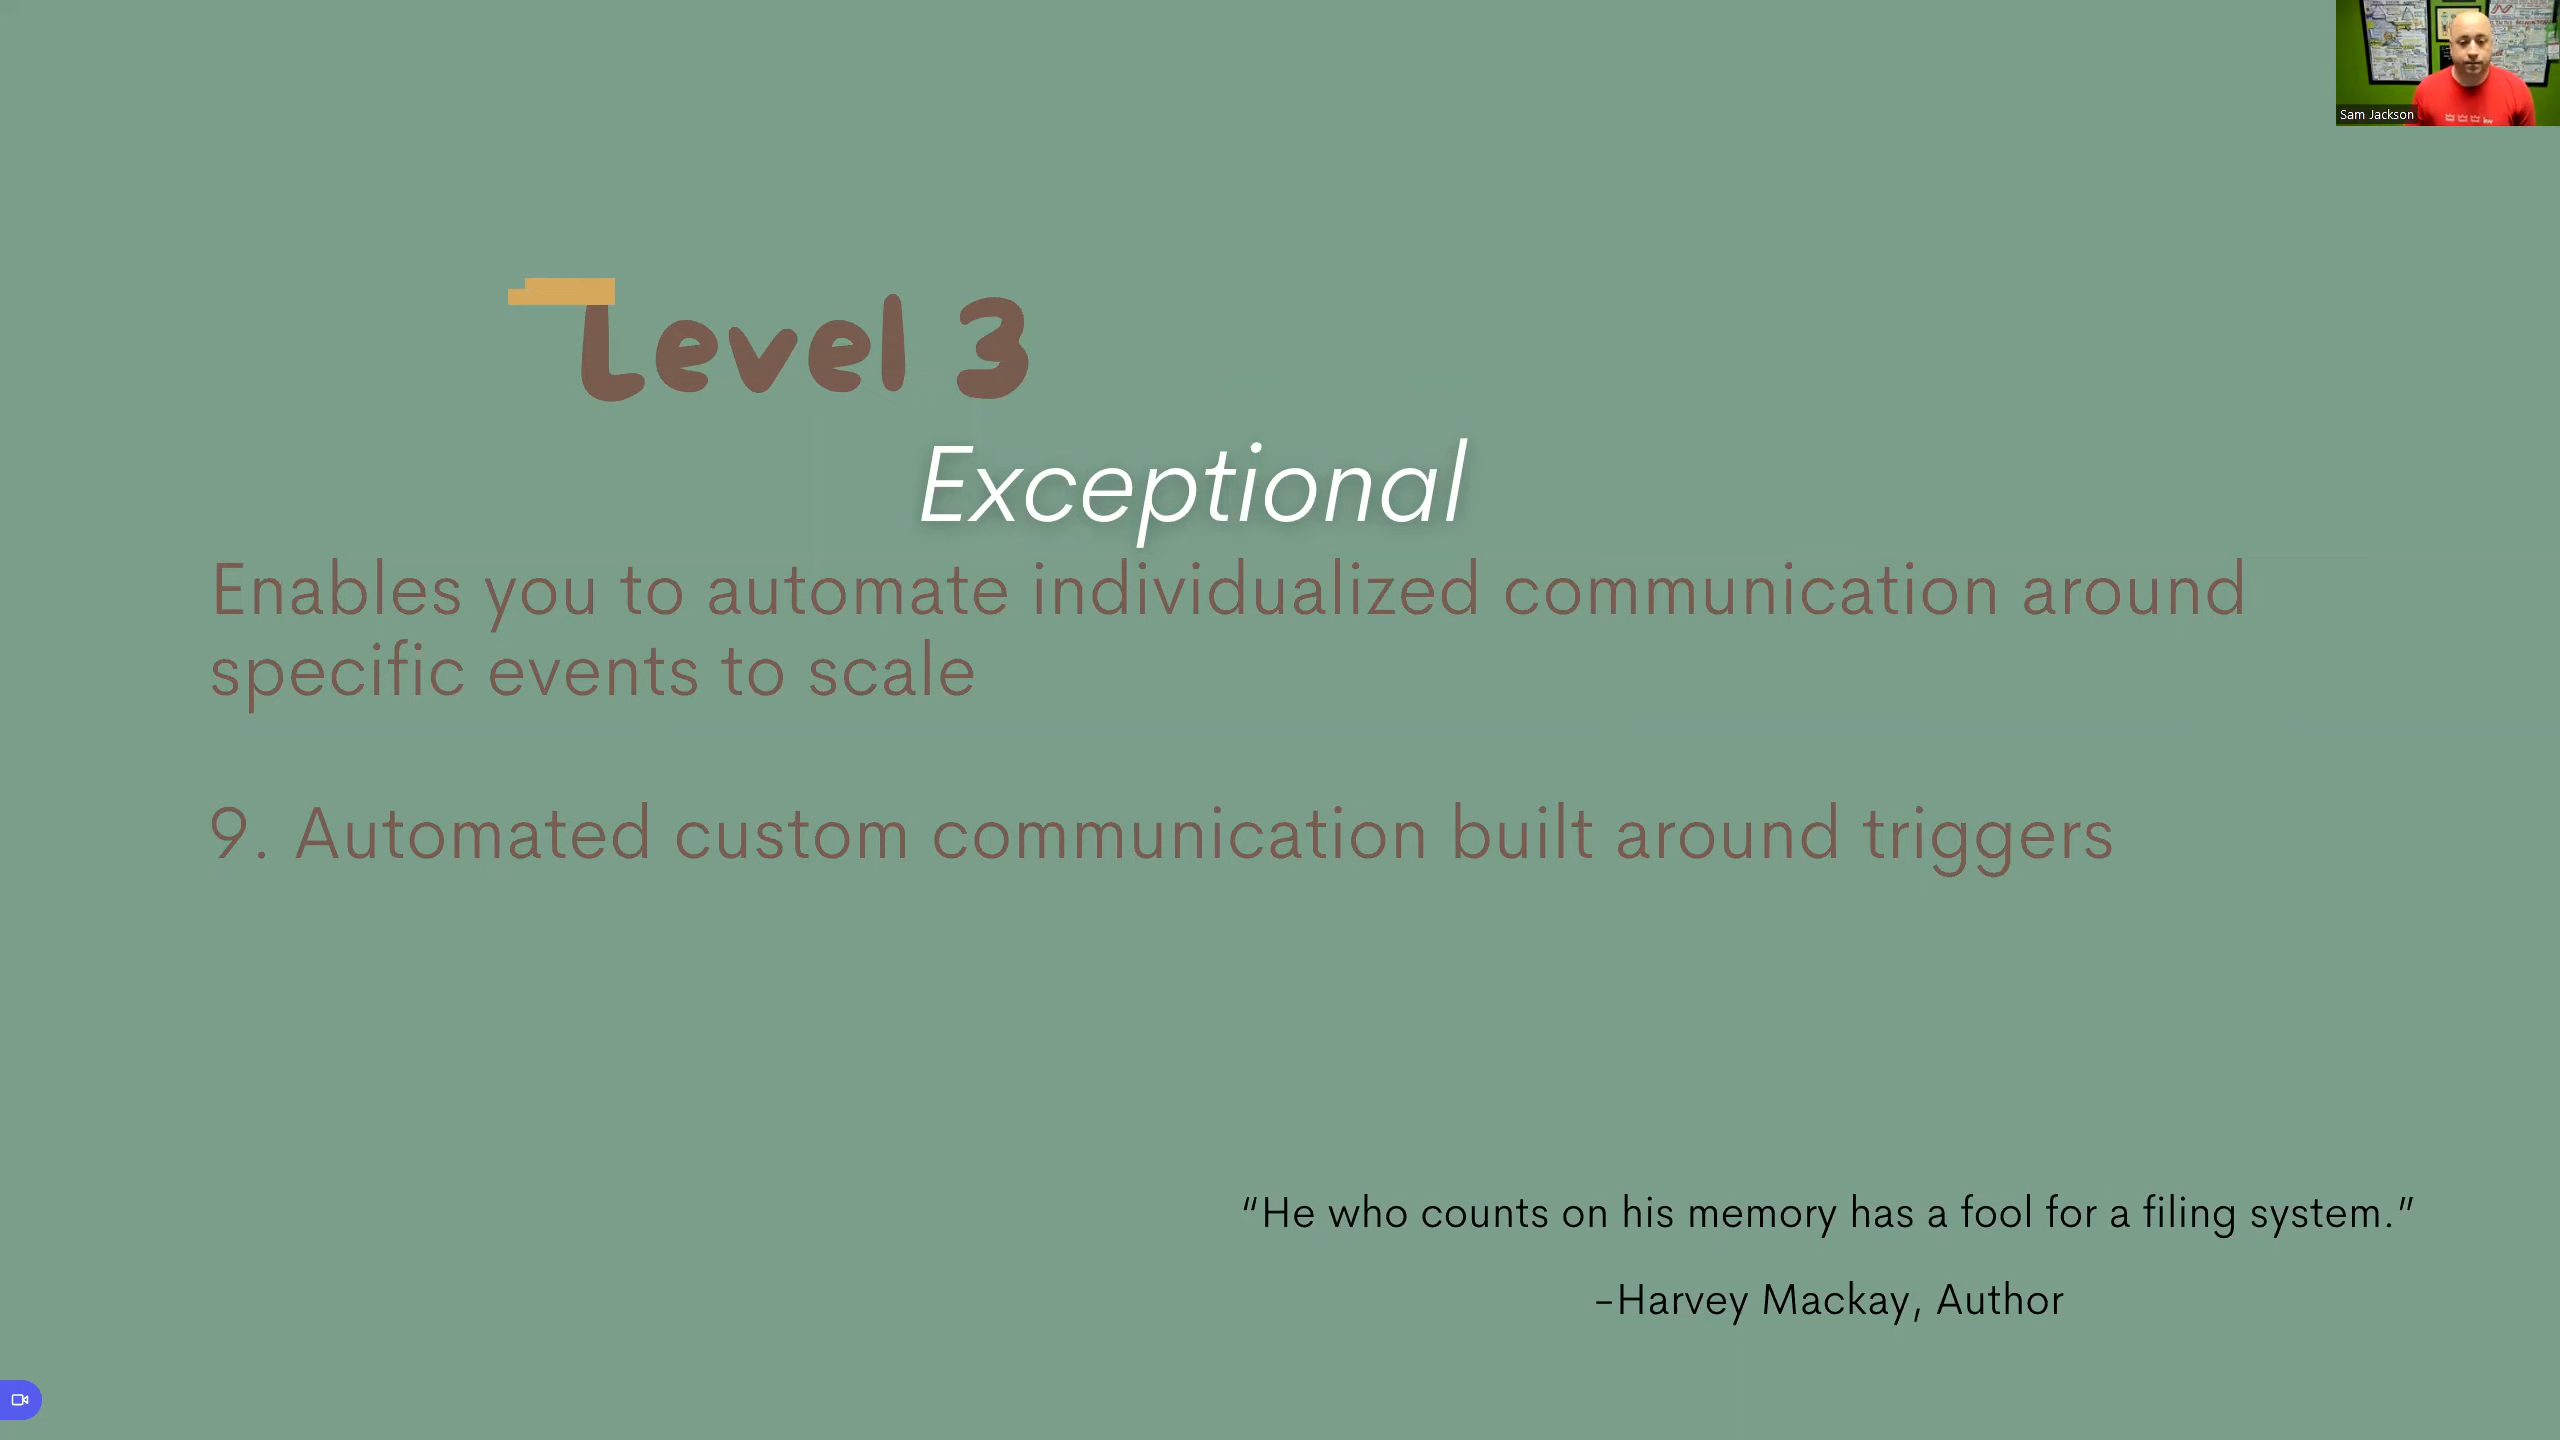 Sam Jackson
Level 3
Exceptional
Enables you to automate individualized communication around
specific events to scale
9. Automated custom communication built around triggers
“He who counts on his memory has a fool for a filing system.”
-Harvey Mackay, Author